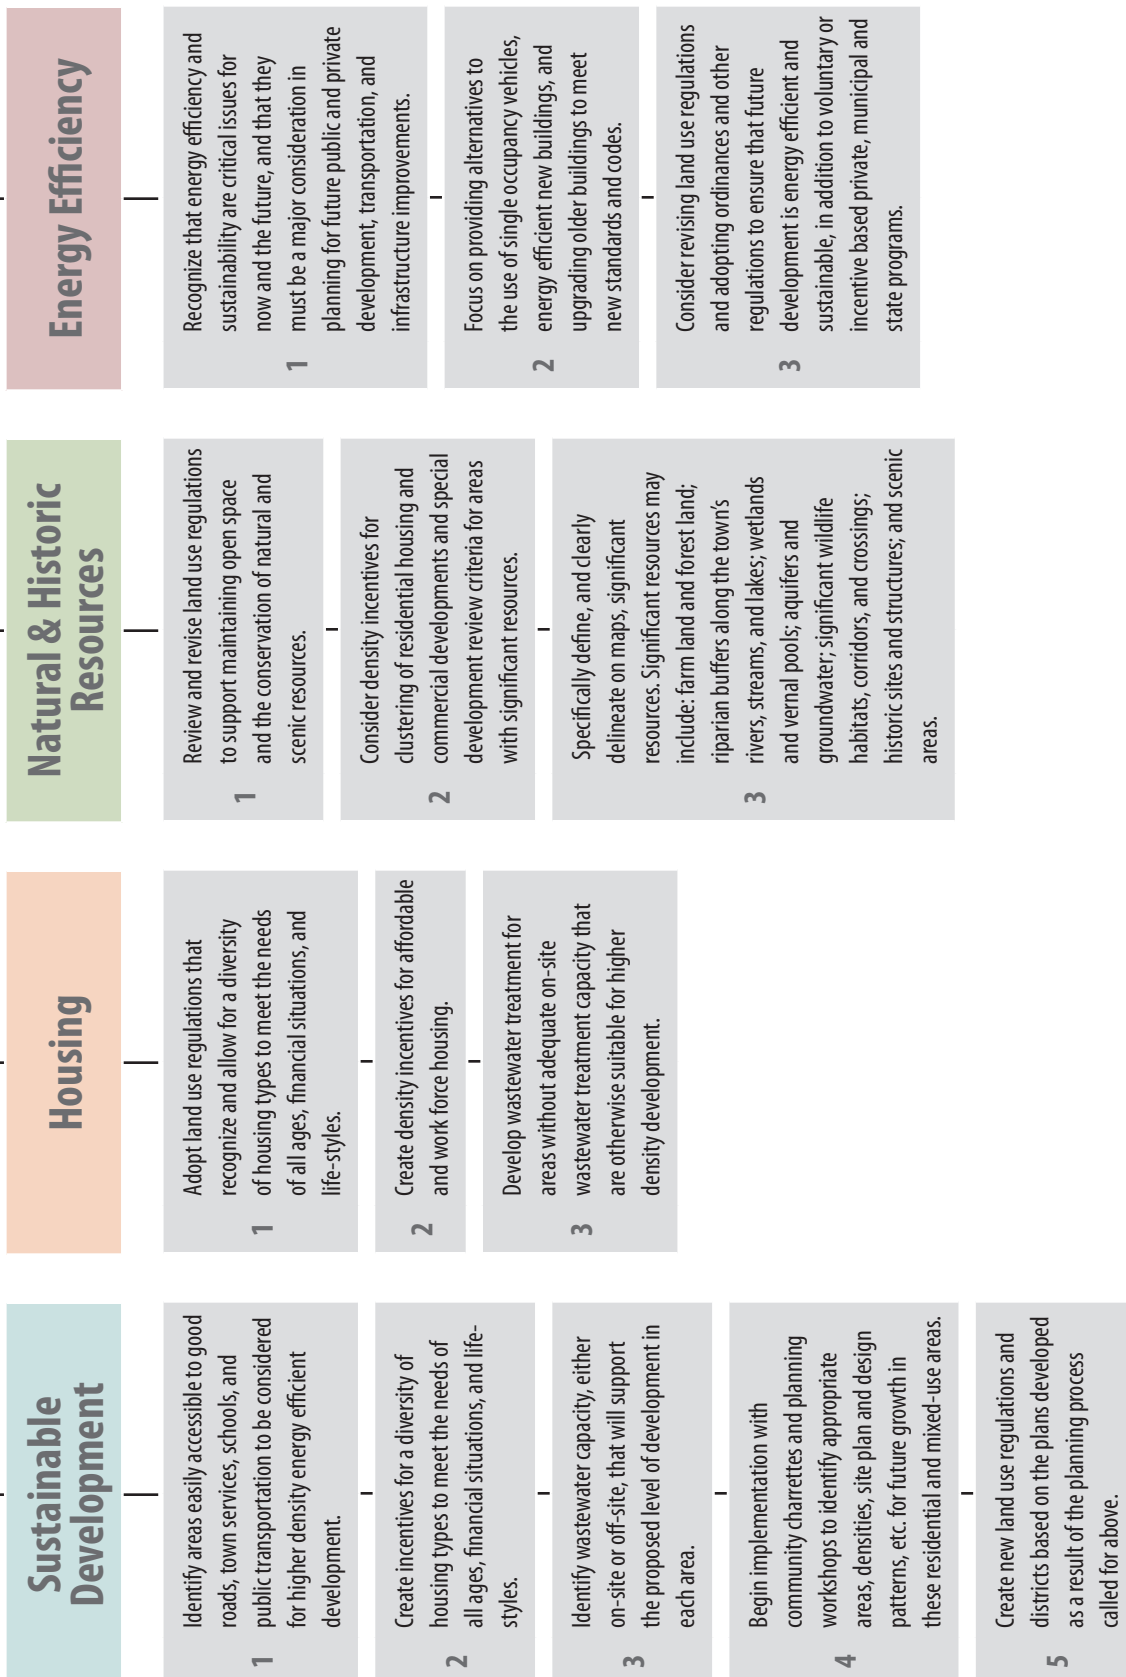 Sustainable
Development
1
Identify areas easily accessible to good
roads, town services, schools, and
public transportation to be considered
for higher density energy efficient
development.
2
Create incentives for a diversity of
housing types to meet the needs of
all ages, financial situations, and life-
styles.
3
Identify wastewater capacity, either
on-site or off-site, that will support
the proposed level of development in
each area.
4
Begin implementation with
community charrettes and planning
workshops to identify appropriate
areas, densities, site plan and design
patterns, etc. for future growth in
these residential and mixed-use areas.
5
Create new land use regulations and
districts based on the plans developed
as a result of the planning process
called for above.
Housing
1
Adopt land use regulations that
recognize and allow for a diversity
of housing types to meet the needs
of all ages, financial situations, and
life-styles.
2
Create density incentives for affordable
and work force housing.
3
Develop wastewater treatment for
areas without adequate on-site
wastewater treatment capacity that
are otherwise suitable for higher
density development.
Natural & Historic
Resources
1
Review and revise land use regulations
to support maintaining open space
and the conservation of natural and
scenic resources.
2
Consider density incentives for
clustering of residential housing and
commercial developments and special
development review criteria for areas
with significant resources.
3
Specifically define, and clearly
delineate on maps, significant
resources. Significant resources may
include: farm land and forest land;
riparian buffers along the town's
rivers, streams, and lakes; wetlands
and vernal pools; aquifers and
groundwater; significant wildlife
habitats, corridors, and crossings;
historic sites and structures; and scenic
areas.
Energy Efficiency
1
Recognize that energy efficiency and
sustainability are critical issues for
now and the future, and that they
must be a major consideration in
planning for future public and private
development, transportation, and
infrastructure improvements.
2
Focus on providing alternatives to
the use of single occupancy vehicles,
energy efficient new buildings, and
upgrading older buildings to meet
new standards and codes.
3
Consider revising land use regulations
and adopting ordinances and other
regulations to ensure that future
development is energy efficient and
sustainable, in addition to voluntary or
incentive based private, municipal and
state programs.